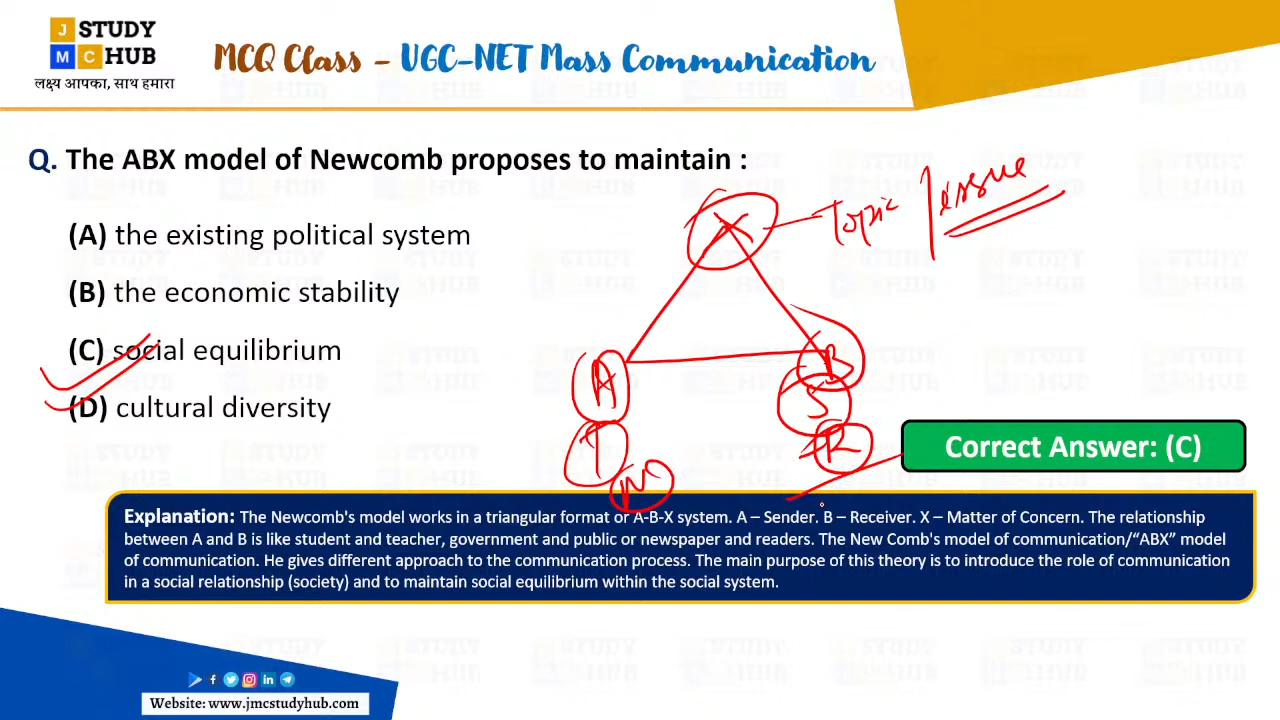 J STUDY
M C HUB
लक्ष्य आपका, साथ हमारा
MCQ Class - UGC-NET Mass Communication
Q. The ABX model of Newcomb proposes to maintain :
(A) the existing political system
(B) the economic stability
(C) social equilibrium
(D) cultural diversity
X
Topic / issue
A
B
T
S
N
R
Correct Answer: (C)
Explanation: The Newcomb's model works in a triangular format or A-B-X system. A – Sender. B – Receiver. X – Matter of Concern. The relationship
between A and B is like student and teacher, government and public or newspaper and readers. The New Comb's model of communication/“ABX” model
of communication. He gives different approach to the communication process. The main purpose of this theory is to introduce the role of communication
in a social relationship (society) and to maintain social equilibrium within the social system.
Website: www.jmcstudyhub.com